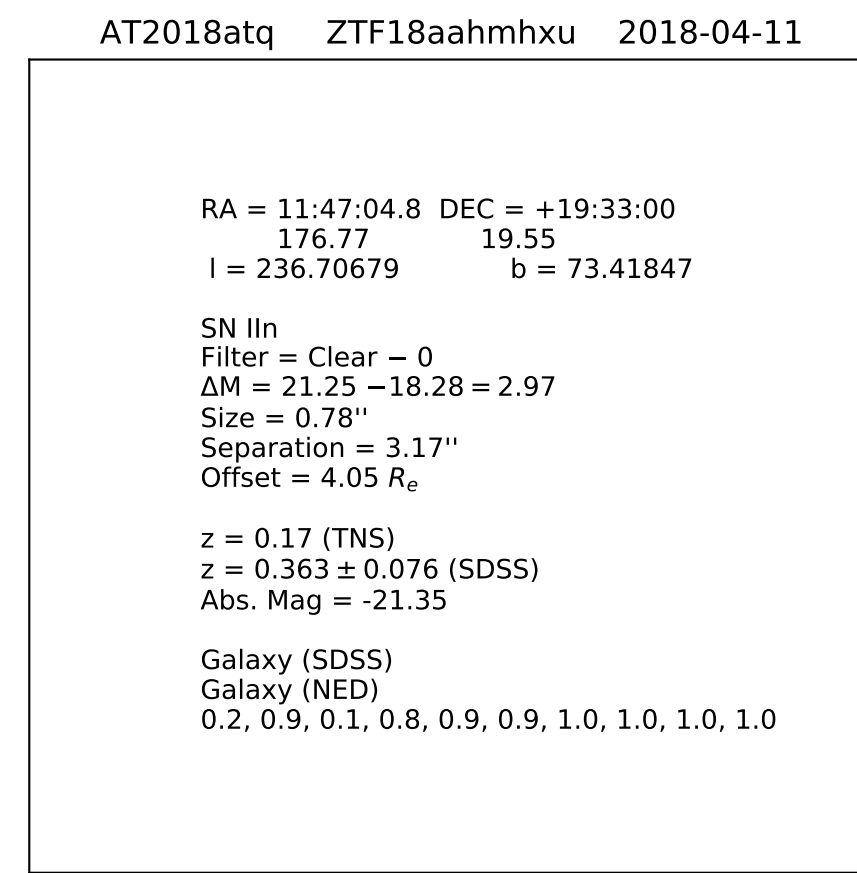 AT2018atq ZTF18aahmhxu 2018-04-11
RA = 11:47:04.8 DEC = +19:33:00
176.77 19.55
l = 236.70679 b = 73.41847
SN IIn
Filter = Clear − 0
ΔM = 21.25 −18.28 = 2.97
Size = 0.78''
Separation = 3.17''
Offset = 4.05 Rₑ
z = 0.17 (TNS)
z = 0.363 ± 0.076 (SDSS)
Abs. Mag = -21.35
Galaxy (SDSS)
Galaxy (NED)
0.2, 0.9, 0.1, 0.8, 0.9, 0.9, 1.0, 1.0, 1.0, 1.0